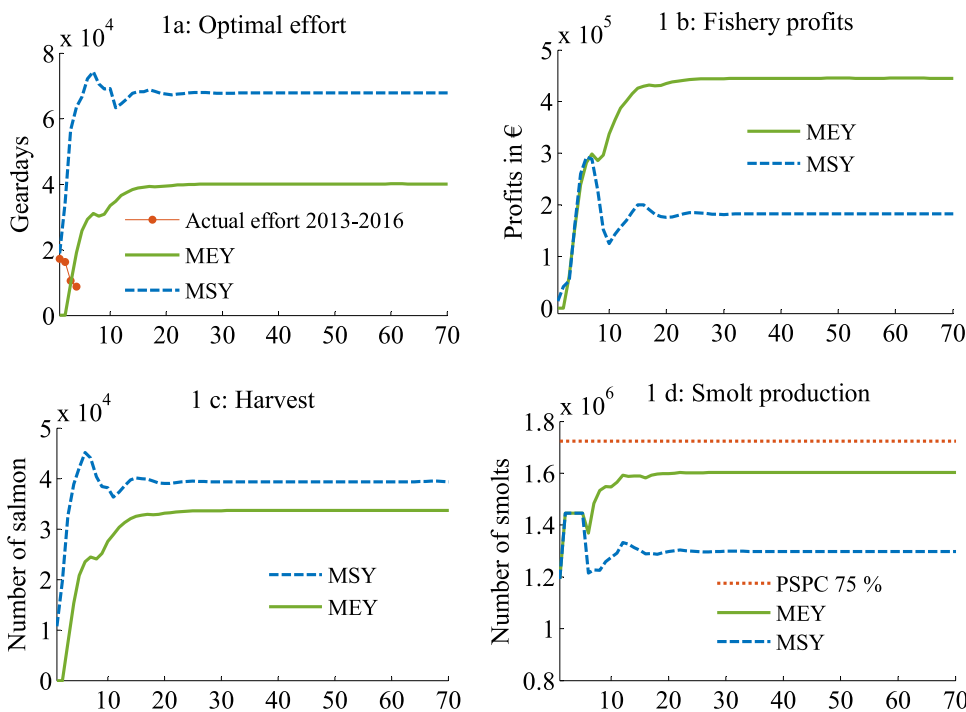 1a: Optimal effort
x 10^4
8
6
4
2
0
Geardays
Actual effort 2013-2016
MEY
MSY
10 20 30 40 50 60 70
1 b: Fishery profits
x 10^5
5
4
3
2
1
0
Profits in €
MEY
MSY
10 20 30 40 50 60 70
1 c: Harvest
x 10^4
5
4
3
2
1
0
Number of salmon
MSY
MEY
10 20 30 40 50 60 70
1 d: Smolt production
x 10^6
1.8
1.6
1.4
1.2
1
0.8
Number of smolts
PSPC 75 %
MEY
MSY
10 20 30 40 50 60 70